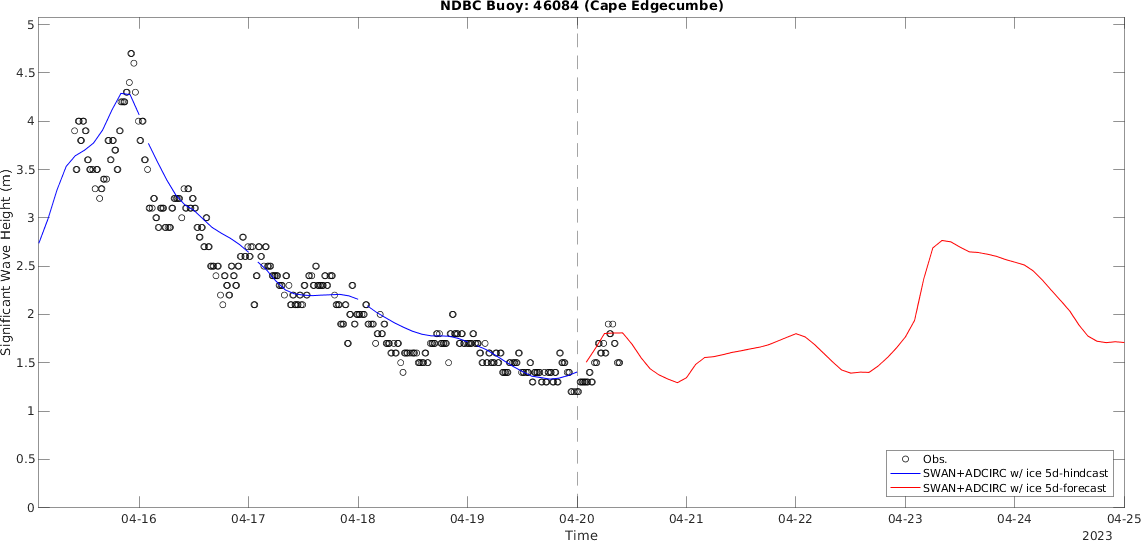 NDBC Buoy: 46084 (Cape Edgecumbe)
5
4.5
4
3.5
3
2.5
2
1.5
1
0.5
0
Significant Wave Height (m)
04-16 04-17 04-18 04-19 04-20 04-21 04-22 04-23 04-24 04-25
Time
2023
Obs.
SWAN+ADCIRC w/ ice 5d-hindcast
SWAN+ADCIRC w/ ice 5d-forecast